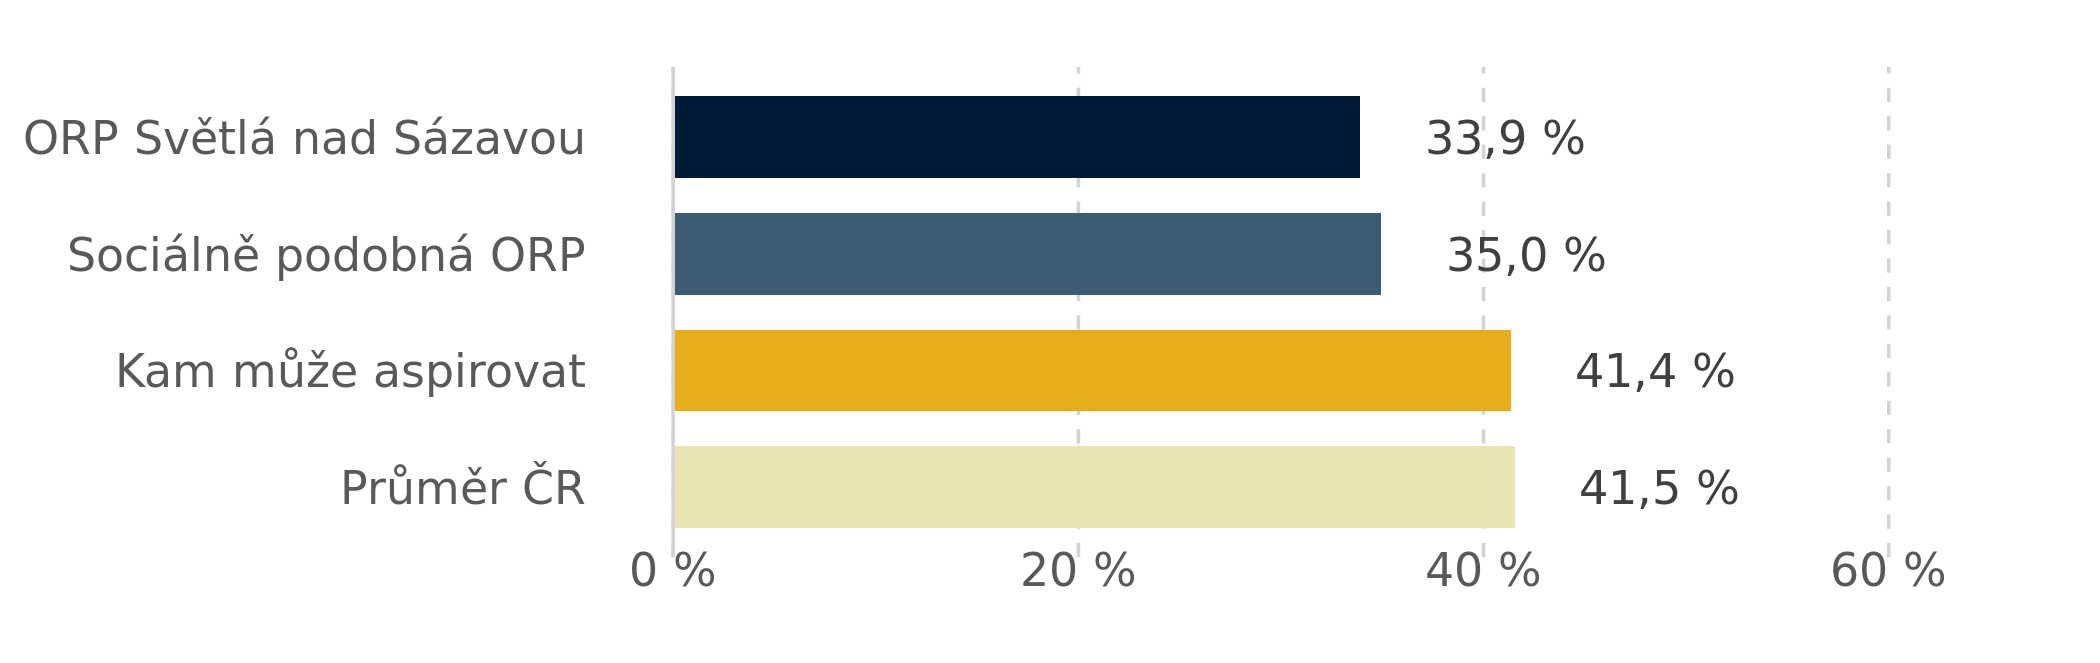 ORP Světlá nad Sázavou 33,9 %
Sociálně podobná ORP 35,0 %
Kam může aspirovat 41,4 %
Průměr ČR 41,5 %
0 % 20 % 40 % 60 %